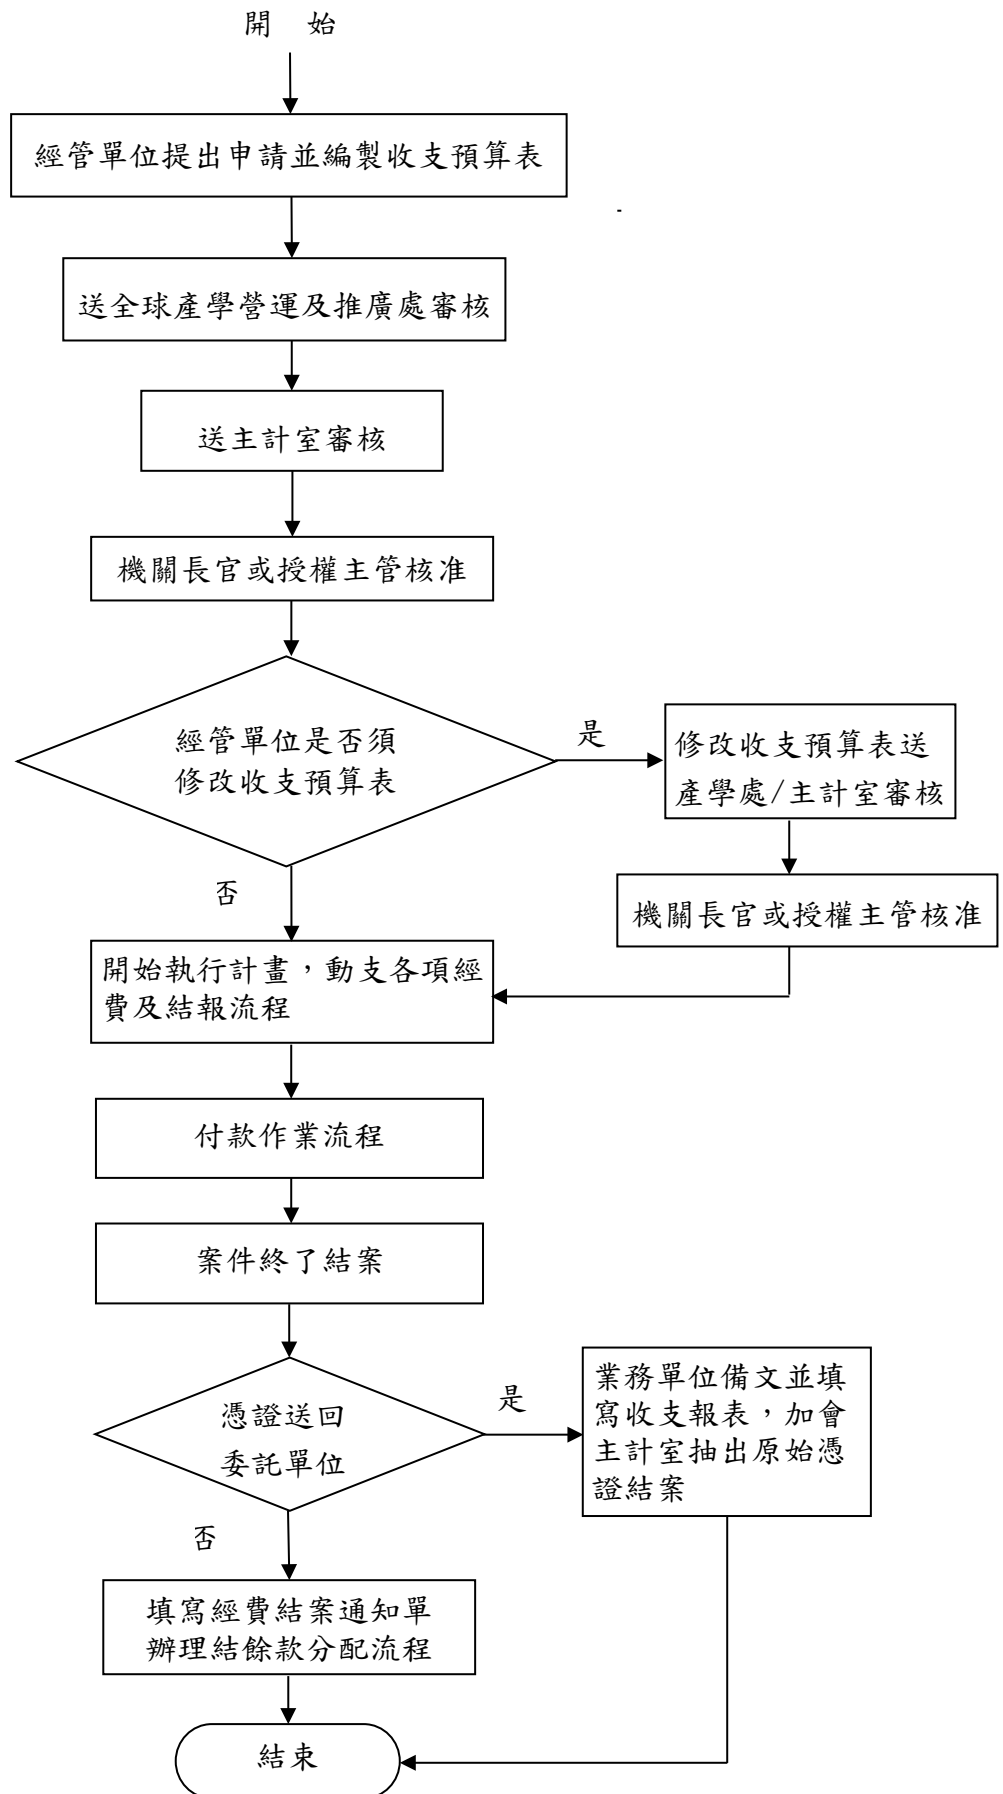 開 始
經管單位提出申請並編製收支預算表
送全球產學營運及推廣處審核
送主計室審核
機關長官或授權主管核准
經管單位是否須
修改收支預算表
是
修改收支預算表送
產學處/主計室審核
機關長官或授權主管核准
否
開始執行計畫，動支各項經
費及結報流程
付款作業流程
案件終了結案
憑證送回
委託單位
是
業務單位備文並填
寫收支報表，加會
主計室抽出原始憑
證結案
否
填寫經費結案通知單
辦理結餘款分配流程
結束